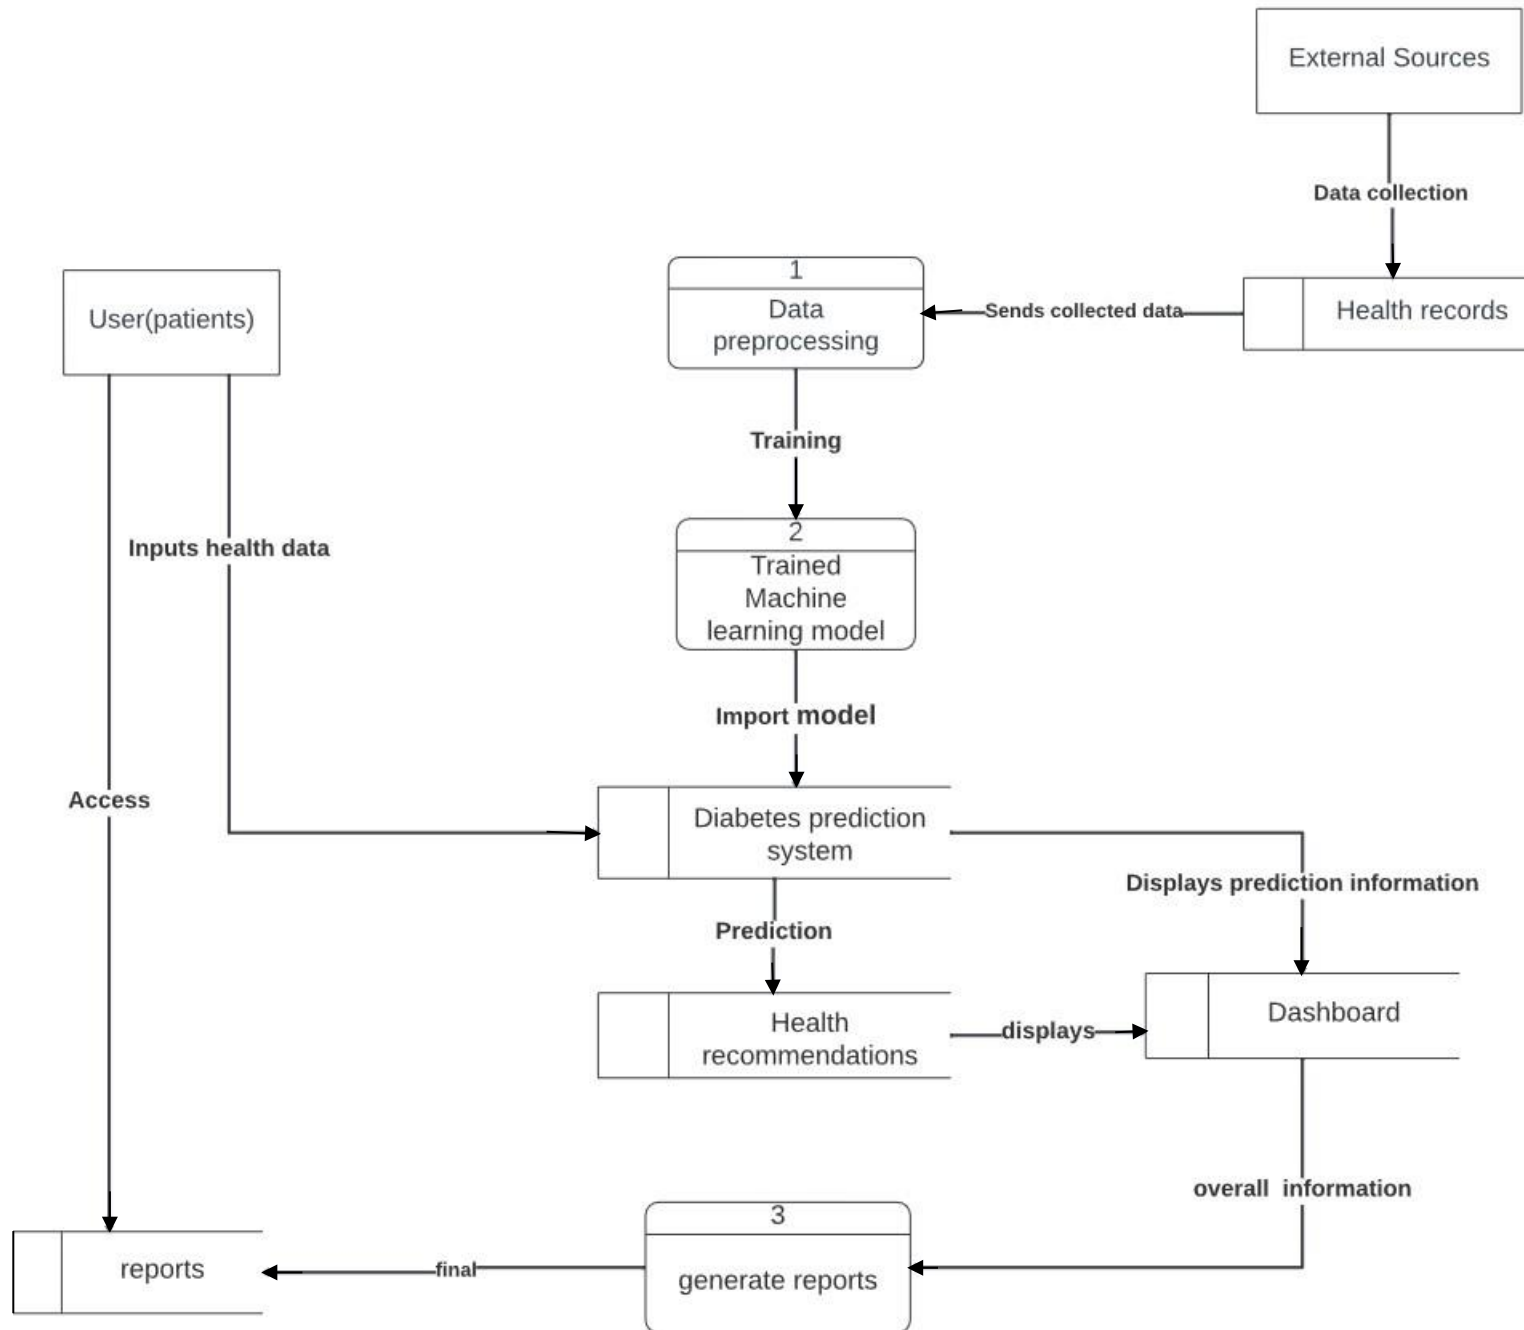 External Sources
Data collection
1
Data
preprocessing
Sends collected data
Health records
User(patients)
Training
2
Trained
Machine
learning model
Inputs health data
Import model
Access
Diabetes prediction
system
Displays prediction information
Prediction
Health
recommendations
displays
Dashboard
overall  information
3
generate reports
final
reports